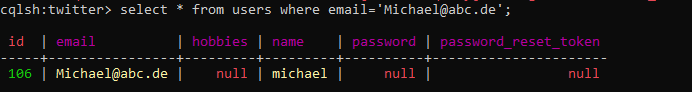 cqlsh:twitter> select * from users where email='Michael@abc.de';
id | email | hobbies | name | password | password_reset_token
-----+----------------+---------+---------+----------+----------------------
106 | Michael@abc.de | null | michael | null | null